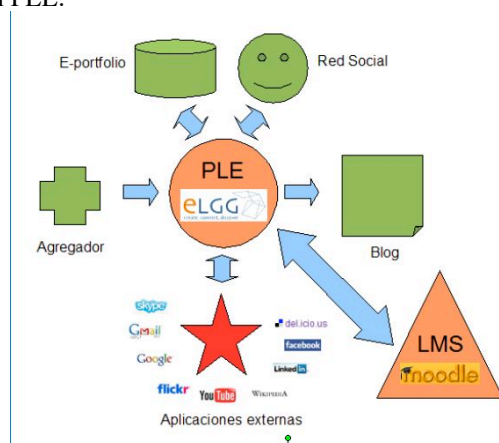 E-portfolio
Red Social
PLE
eLGG
Agregador
Blog
skype
Gmail
Google
flickr
YouTube
WIKIPEDIA
Linked in
facebook
del.icio.us
LMS
moodle
Aplicaciones externas